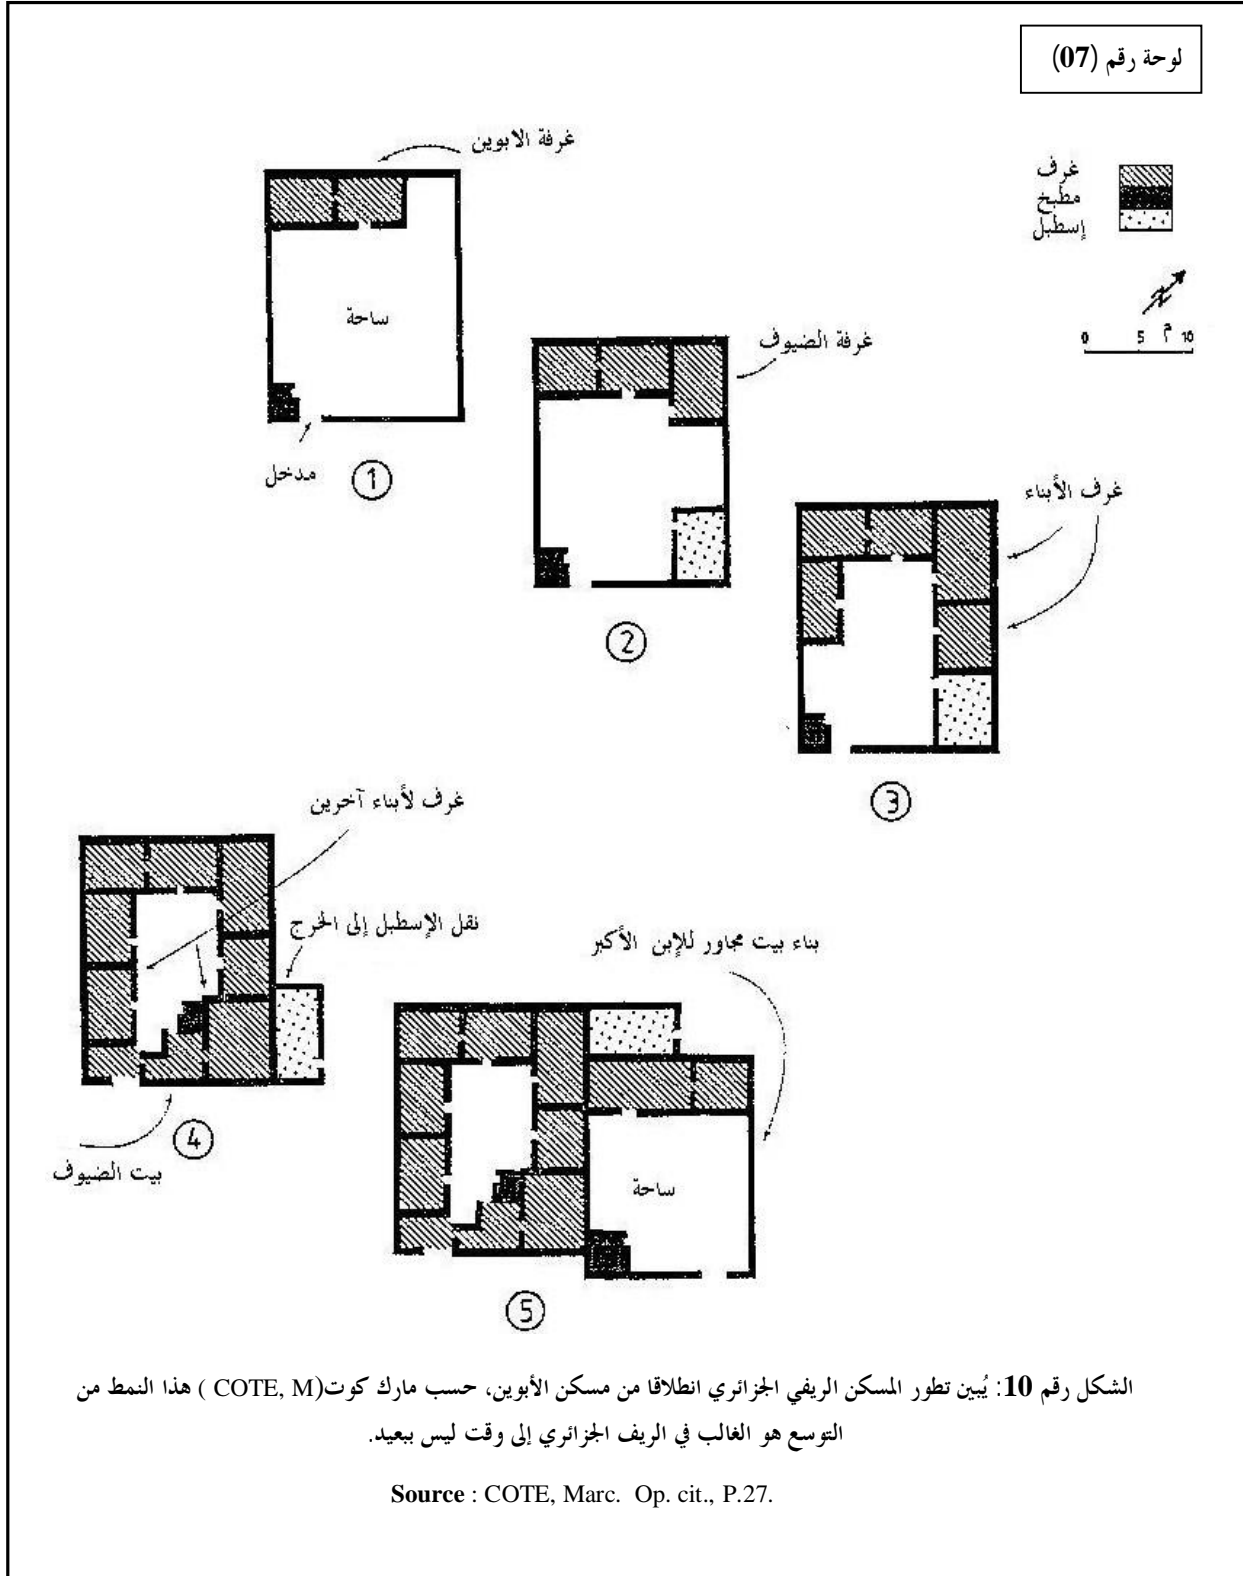 لوحة رقم (07)
غرف
مطبخ
إسطبل
0 5 م 10
غرفة الابوين
ساحة
مدخل
1
غرفة الضيوف
2
غرف الأبناء
3
غرف لأبناء آخرين
نقل الإسطبل إلى الخرج
بيت الضيوف
4
بناء بيت مجاور للإبن الأكبر
ساحة
5
الشكل رقم 10: يُبين تطور المسكن الريفي الجزائري انطلاقا من مسكن الأبوين، حسب مارك كوت(COTE, M ) هذا النمط من
التوسع هو الغالب في الريف الجزائري إلى وقت ليس ببعيد.
Source : COTE, Marc. Op. cit., P.27.